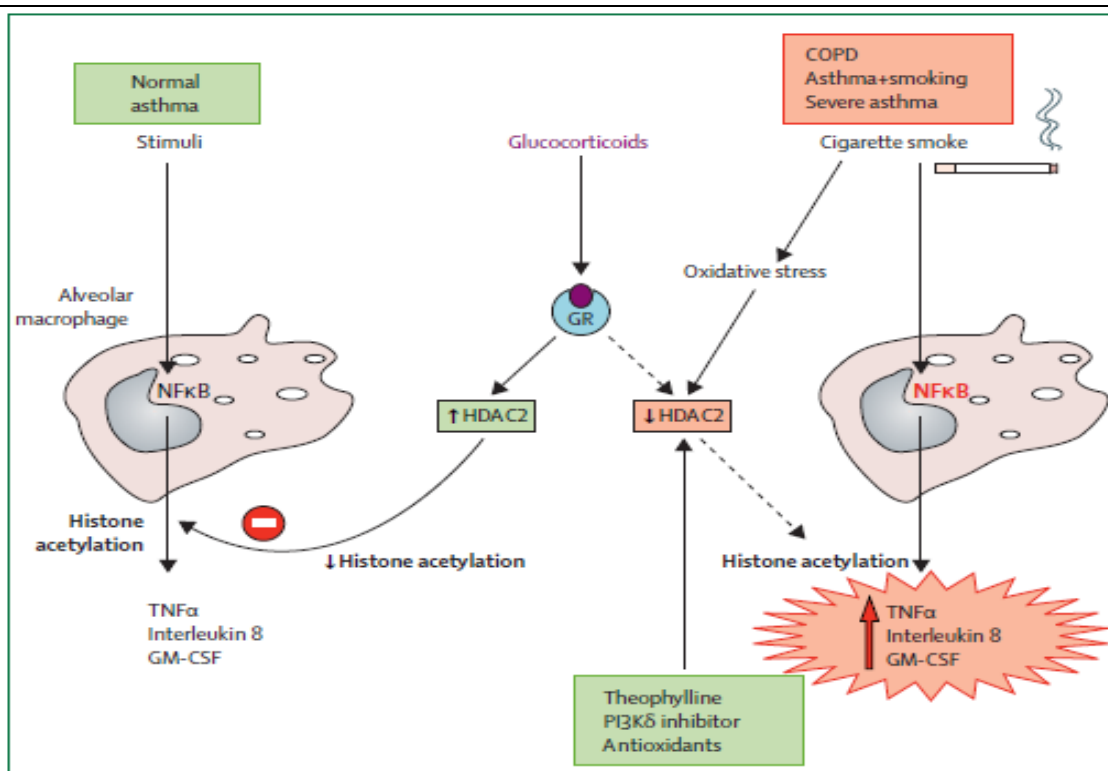 Normal
asthma
Stimuli
Glucocorticoids
COPD
Asthma+smoking
Severe asthma
Cigarette smoke
Oxidative stress
Alveolar
macrophage
GR
NFκB
↑HDAC2
↓HDAC2
NFκB
Histone
acetylation
↓Histone acetylation
Histone acetylation
TNFα
Interleukin 8
GM-CSF
TNFα
Interleukin 8
GM-CSF
Theophylline
PI3Kδ inhibitor
Antioxidants